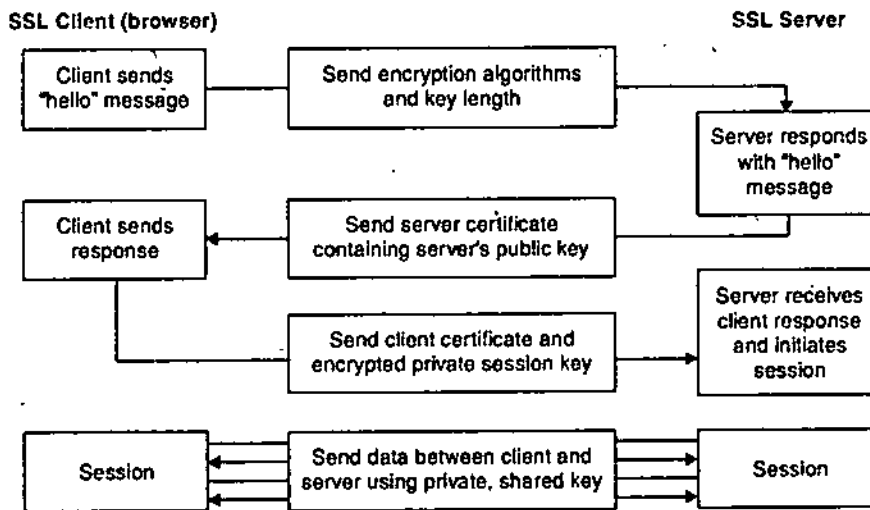 SSL Client (browser)
SSL Server
Client sends
"hello" message
Send encryption algorithms
and key length
Server responds
with "hello"
message
Client sends
response
Send server certificate
containing server's public key
Server receives
client response
and initiates
session
Send client certificate and
encrypted private session key
Session
Send data between client and
server using private, shared key
Session